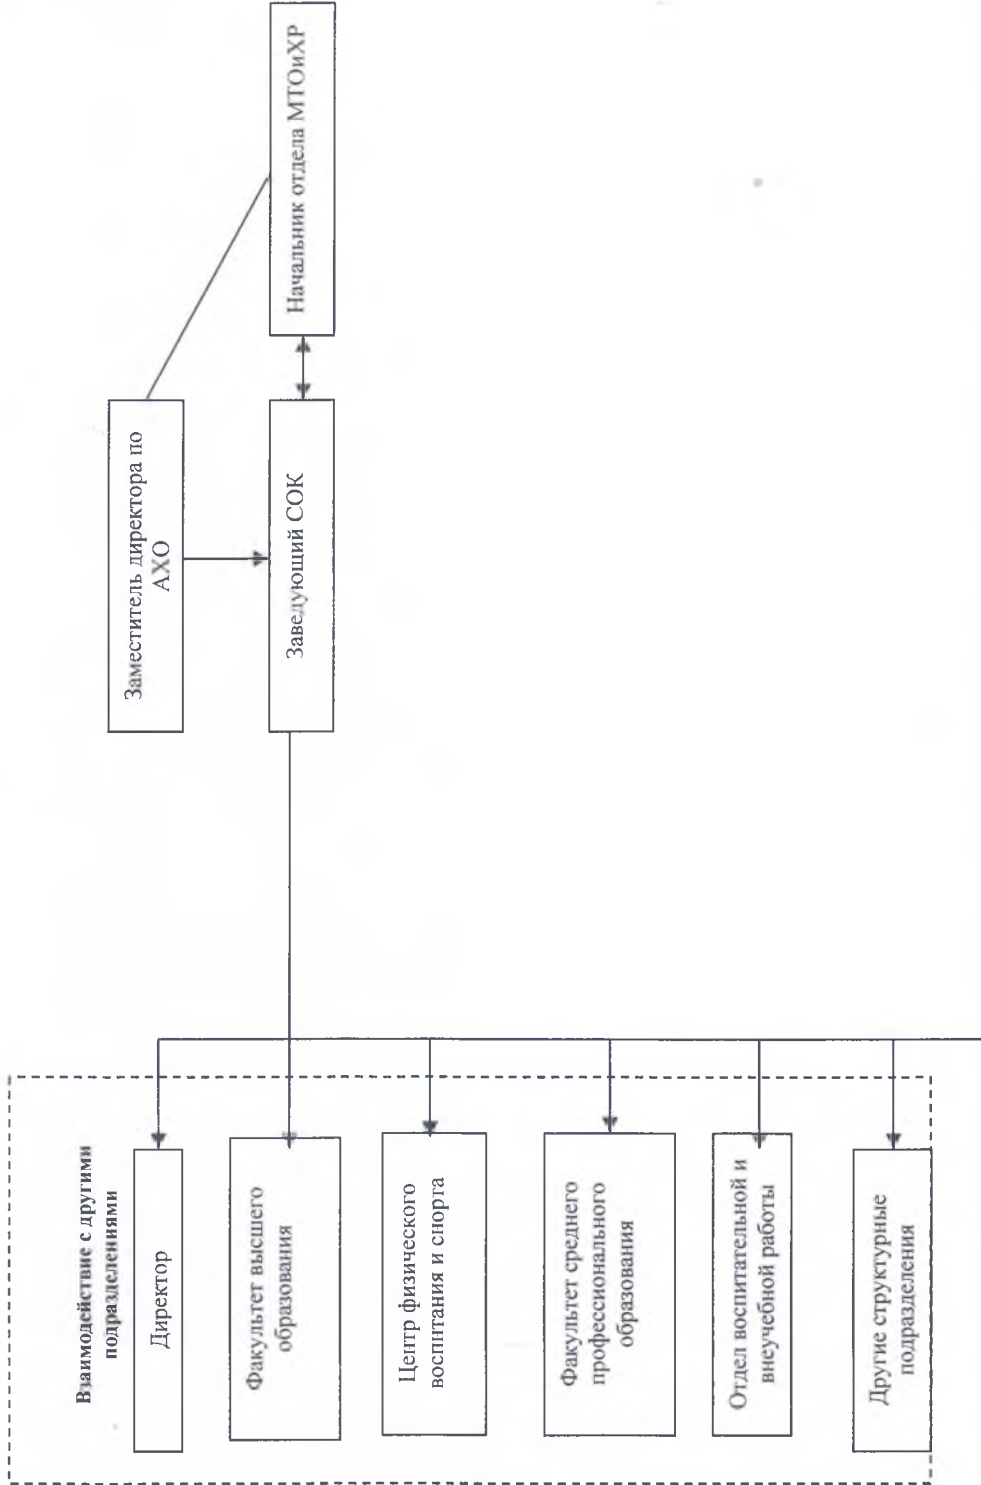 Взаимодействие с другими
подразделениями
Директор
Факультет высшего
образования
Центр физического
воспитания и спорта
Факультет среднего
профессионального
образования
Отдел воспитательной и
внеучебной работы
Другие структурные
подразделения
Заместитель директора по
АХО
Заведующий СОК
Начальник отдела МТОиХР